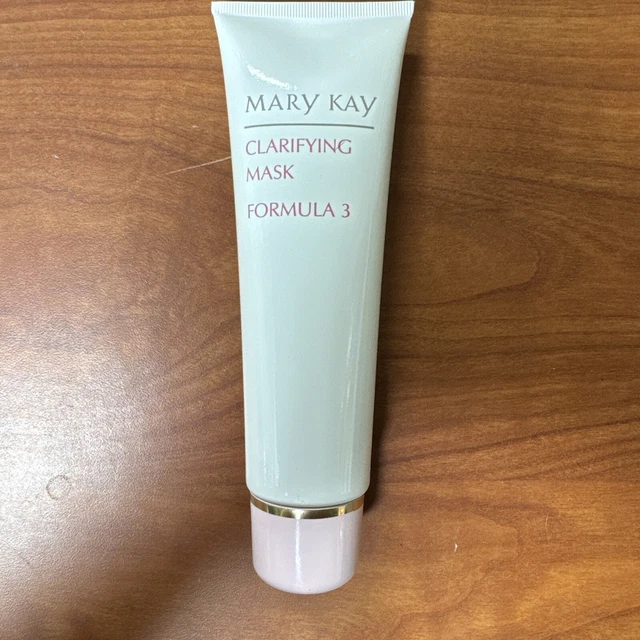 MARY KAY
CLARIFYING
MASK
FORMULA 3